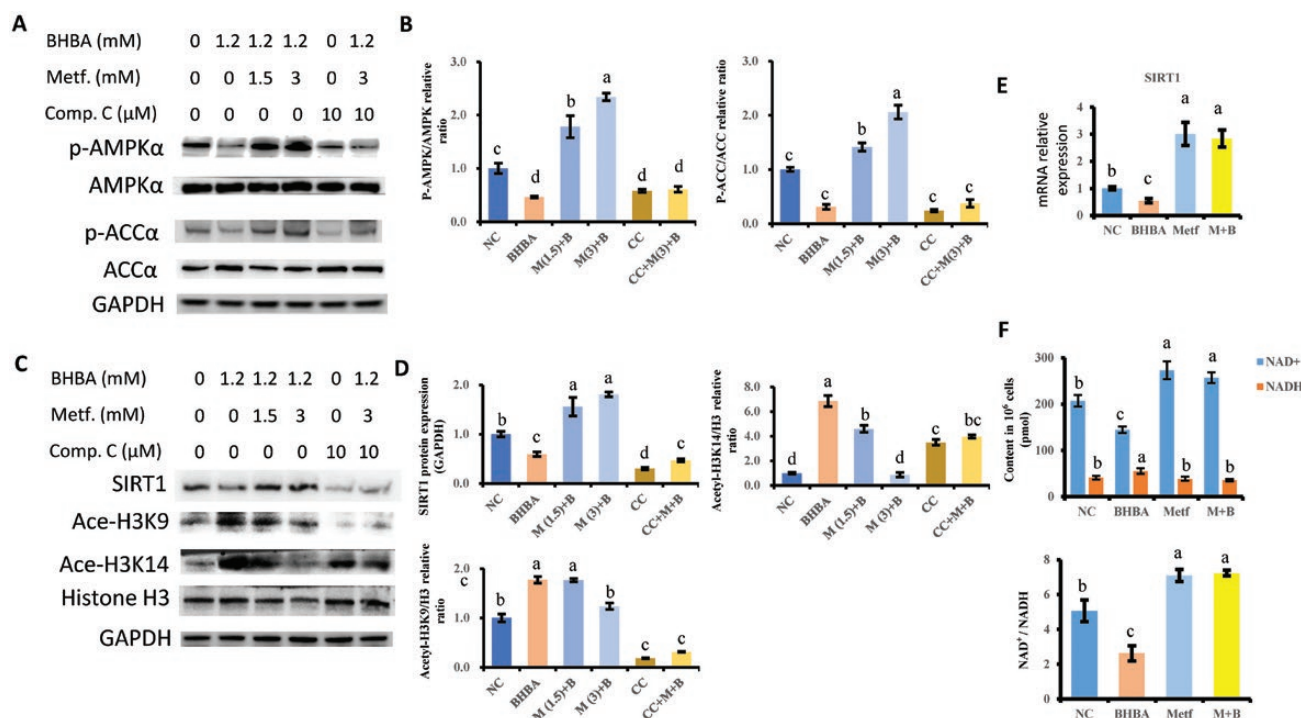 A
BHBA (mM) 0 1.2 1.2 1.2 0 1.2
Metf. (mM) 0 0 1.5 3 0 3
Comp. C (μM) 0 0 0 0 10 10
p-AMPKα
AMPKα
p-ACCα
ACCα
GAPDH
B
P-AMPK/AMPK relative
ratio
3.0
2.0
1.0
0.0
c
d
b
a
d
d
NC
BHBA
M(1.5)+B
M(3)+B
CC
CC+M(3)+B
P-ACC/ACC relative ratio
3.0
2.0
1.0
0.0
c
c
b
a
c
c
NC
BHBA
M(1.5)+B
M(3)+B
CC
CC+M(3)+B
E
SIRT1
mRNA relative
expression
4
3
2
1
0
b
c
a
a
NC BHBA Metf M+B
C
BHBA (mM) 0 1.2 1.2 1.2 0 1.2
Metf. (mM) 0 0 1.5 3 0 3
Comp. C (μM) 0 0 0 0 10 10
SIRT1
Ace-H3K9
Ace-H3K14
Histone H3
GAPDH
D
SIRT1 protein expression
(GAPDH)
2.0
1.0
0.0
b
c
a
a
d
c
NC
BHBA
M (1.5)+B
M (3)+B
CC
CC+M+B
Acetyl-H3K14/H3 relative
ratio
8.0
6.0
4.0
2.0
0.0
d
a
b
d
c
bc
NC
BHBA
M (1.5)+B
M (3)+B
CC
CC+M+B
Acetyl-H3K9/H3 relative
ratio
c
2.0
1.0
0.0
b
a
a
b
c
c
NC
BHBA
M (1.5)+B
M (3)+B
CC
CC+M+B
F
Content in 10⁶ cells
(pmol)
300
200
100
0
b
b
c
a
a
b
a
b
NC BHBA Metf M+B
NAD+
NADH
NAD⁺ / NADH
8
6
4
2
0
b
c
a
a
NC BHBA Metf M+B